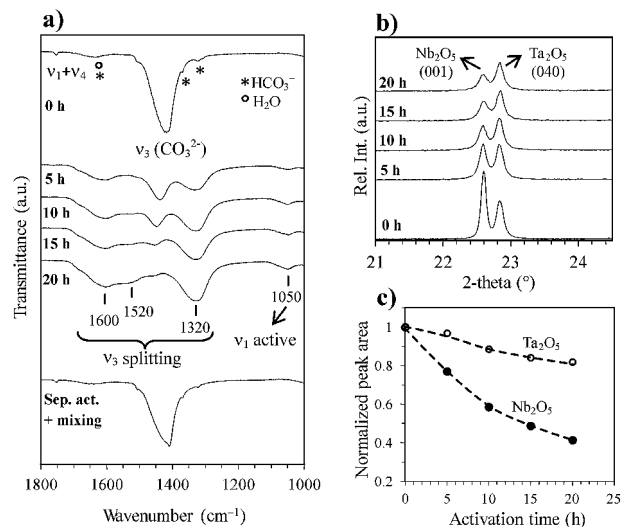 a)
ν1+ν4
*HCO3−
H2O
0 h
ν3 (CO3 2-)
5 h
10 h
15 h
20 h
1600
1520
1320
1050
ν1 active
ν3 splitting
Sep. act.
+ mixing
Transmittance (a.u.)
1800
1600
1400
1200
1000
Wavenumber (cm−1)
b)
Nb2O5
(001)
Ta2O5
(040)
20 h
15 h
10 h
5 h
0 h
Rel. Int. (a.u.)
21
22
23
24
2-theta (°)
c)
Ta2O5
Nb2O5
1
0.8
0.6
0.4
Normalized peak area
0
5
10
15
20
25
Activation time (h)